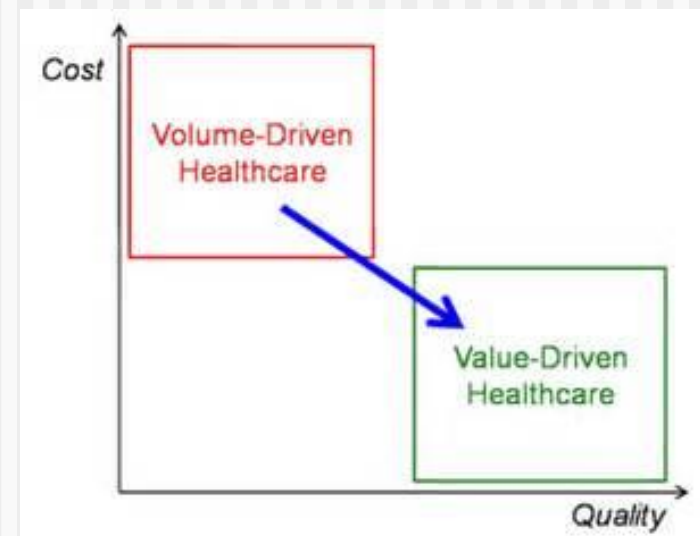 Cost
Volume-Driven
Healthcare
Value-Driven
Healthcare
Quality